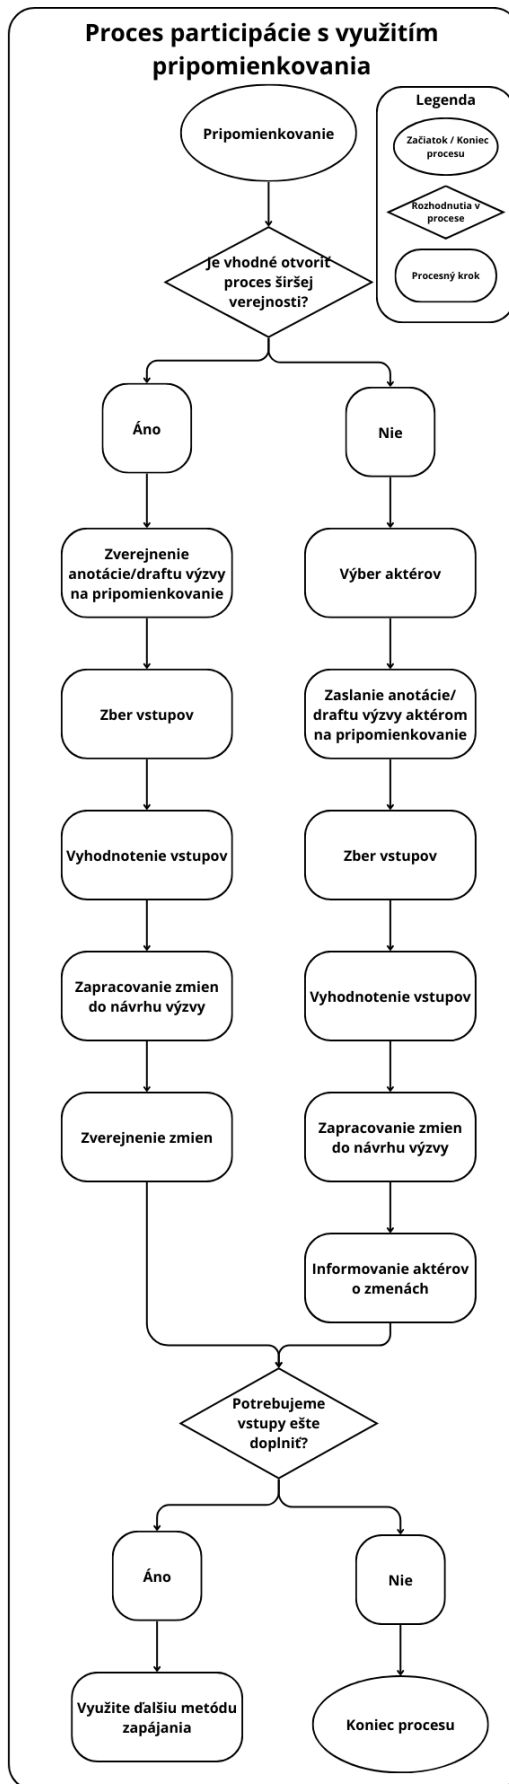 Proces participácie s využitím
pripomienkovania
Pripomienkovanie
Legenda
Začiatok / Koniec
procesu
Rozhodnutia v
procese
Procesný krok
Je vhodné otvoriť
proces širšej
verejnosti?
Áno
Nie
Zverejnenie
anotácie/draftu výzvy
na pripomienkovanie
Výber aktérov
Zber vstupov
Zaslanie anotácie/
draftu výzvy aktérom
na pripomienkovanie
Vyhodnotenie vstupov
Zber vstupov
Zapracovanie zmien
do návrhu výzvy
Vyhodnotenie vstupov
Zverejnenie zmien
Zapracovanie zmien
do návrhu výzvy
Informovanie aktérov
o zmenách
Potrebujeme
vstupy ešte
doplniť?
Áno
Nie
Využite ďalšiu metódu
zapájania
Koniec procesu